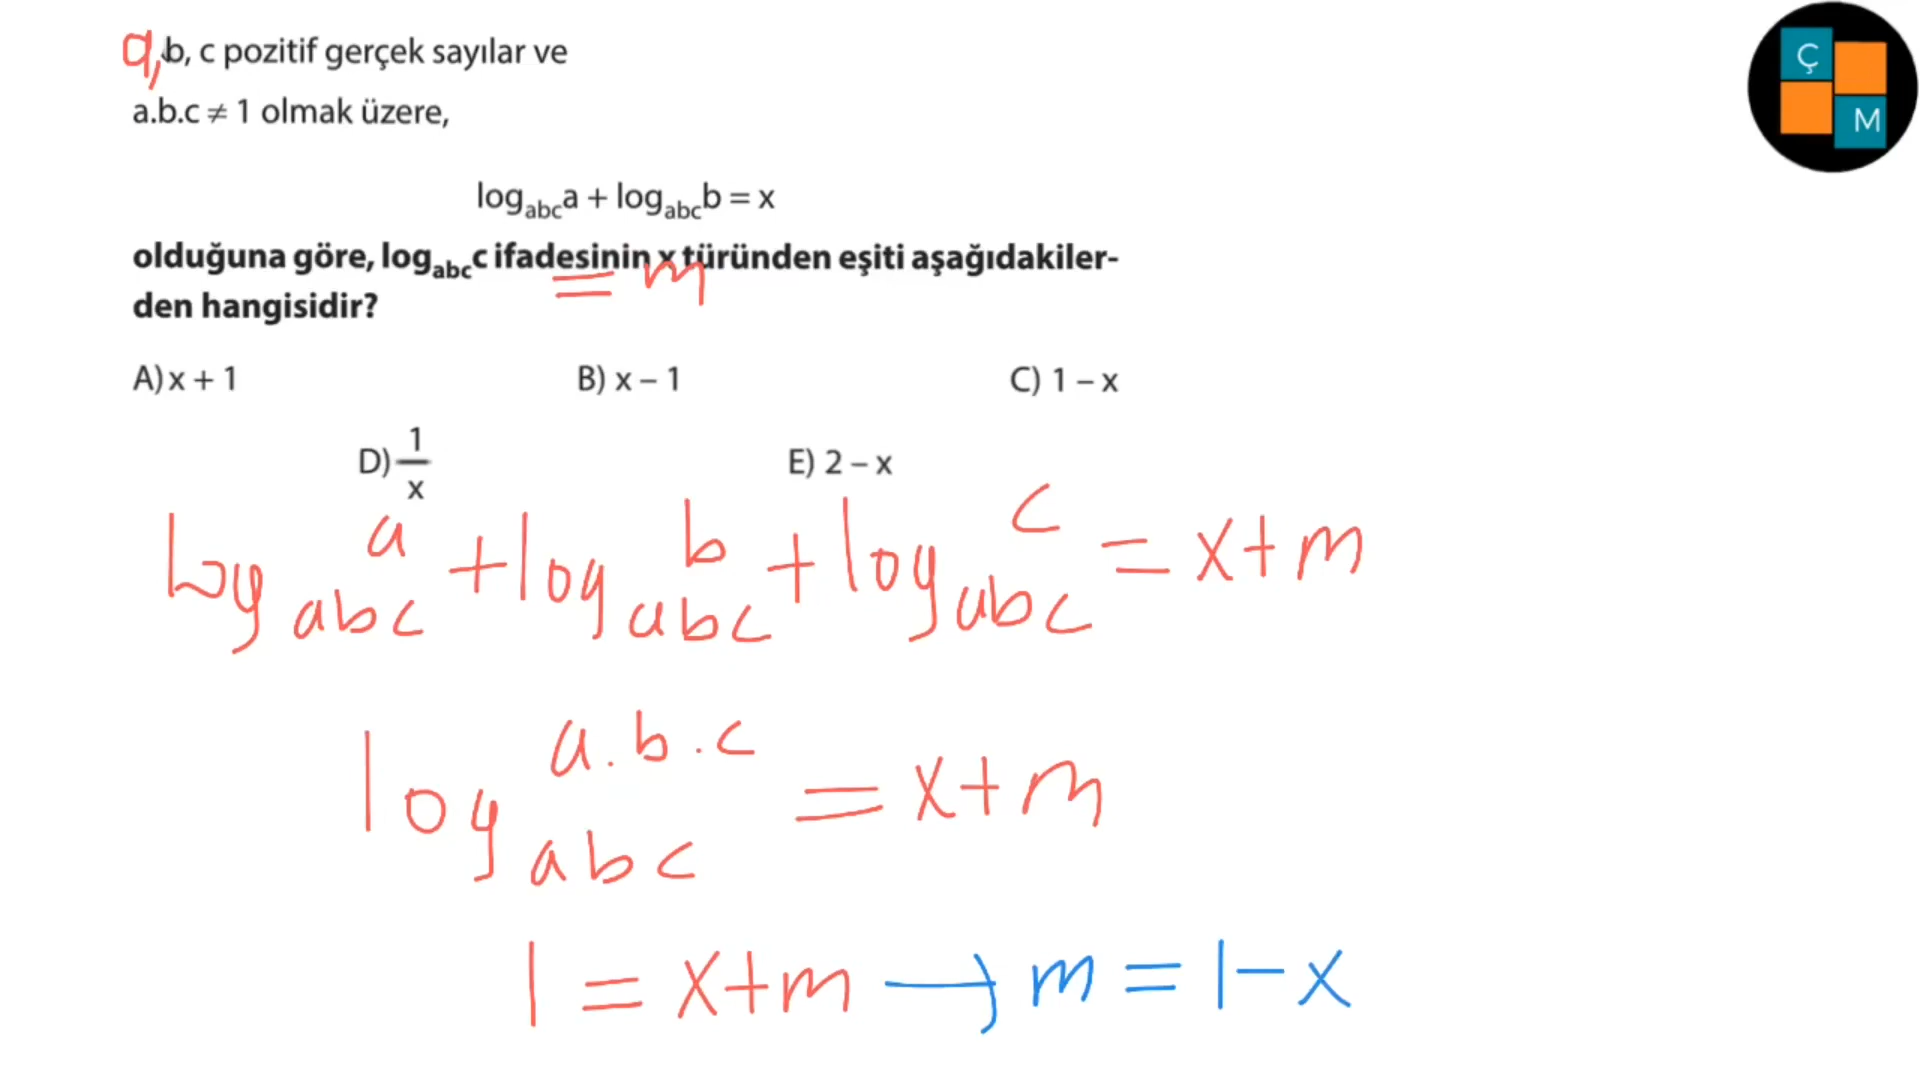 a, b, c pozitif gerçek sayılar ve
a.b.c ≠ 1 olmak üzere,
log_abc a + log_abc b = x
olduğuna göre, log_abc c ifadesinin x türünden eşiti aşağıdakiler-
= m
den hangisidir?
A) x + 1 B) x – 1 C) 1 – x
D) 1/x E) 2 – x
log_abc a + log_abc b + log_abc c = x+m
log_abc a.b.c = x+m
1 = x+m → m = 1-x
Ç
M